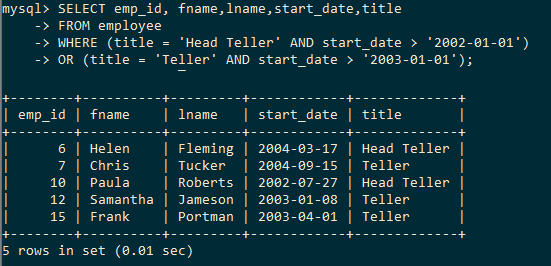 mysql> SELECT emp_id, fname,lname,start_date,title
    -> FROM employee
    -> WHERE (title = 'Head Teller' AND start_date > '2002-01-01')
    -> OR (title = 'Teller' AND start_date > '2003-01-01');
+--------+----------+---------+------------+-------------+
| emp_id | fname    | lname   | start_date | title       |
+--------+----------+---------+------------+-------------+
|      6 | Helen    | Fleming | 2004-03-17 | Head Teller |
|      7 | Chris    | Tucker  | 2004-09-15 | Teller      |
|     10 | Paula    | Roberts | 2002-07-27 | Head Teller |
|     12 | Samantha | Jameson | 2003-01-08 | Teller      |
|     15 | Frank    | Portman | 2003-04-01 | Teller      |
+--------+----------+---------+------------+-------------+
5 rows in set (0.01 sec)